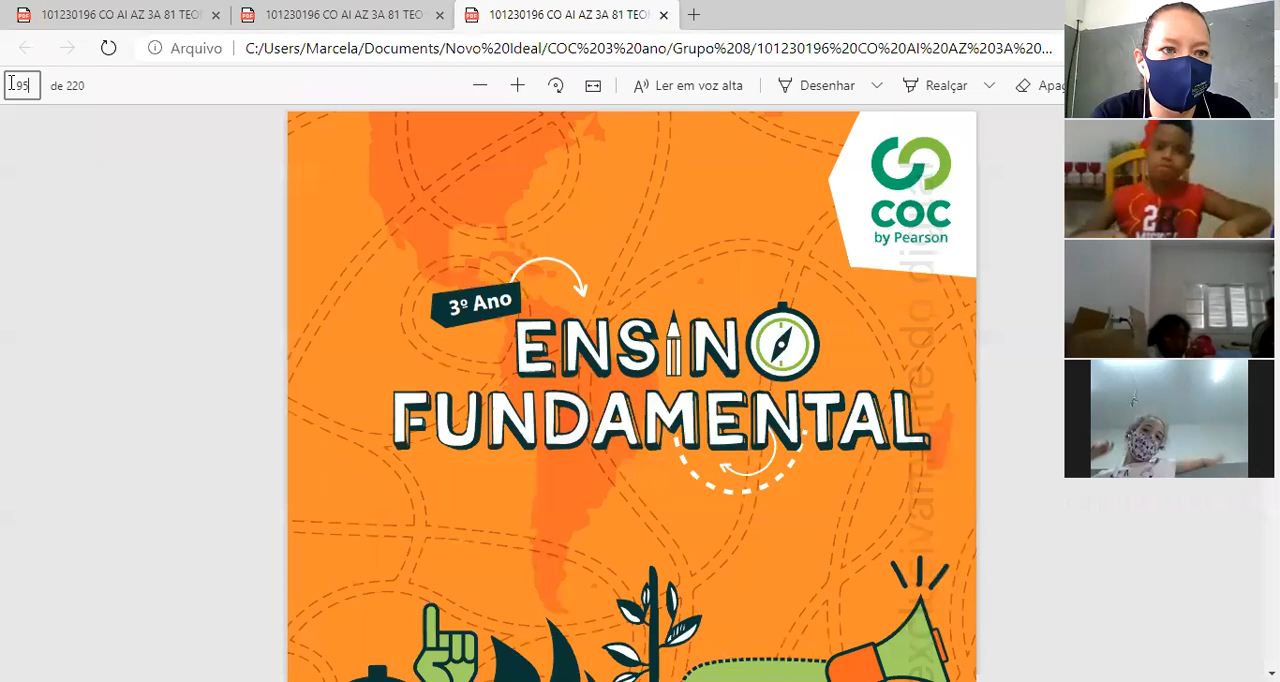 101230196 CO AI AZ 3A 81 TEO
101230196 CO AI AZ 3A 81 TEO
101230196 CO AI AZ 3A 81 TEO
Arquivo
C:/Users/Marcela/Documents/Novo%20Ideal/COC%203%20ano/Grupo%208/101230196%20CO%20AI%20AZ%203A%20...
95
de 220
Ler em voz alta
Desenhar
Realçar
Apag
COC
by Pearson
3º Ano
ENSINO
FUNDAMENTAL
2